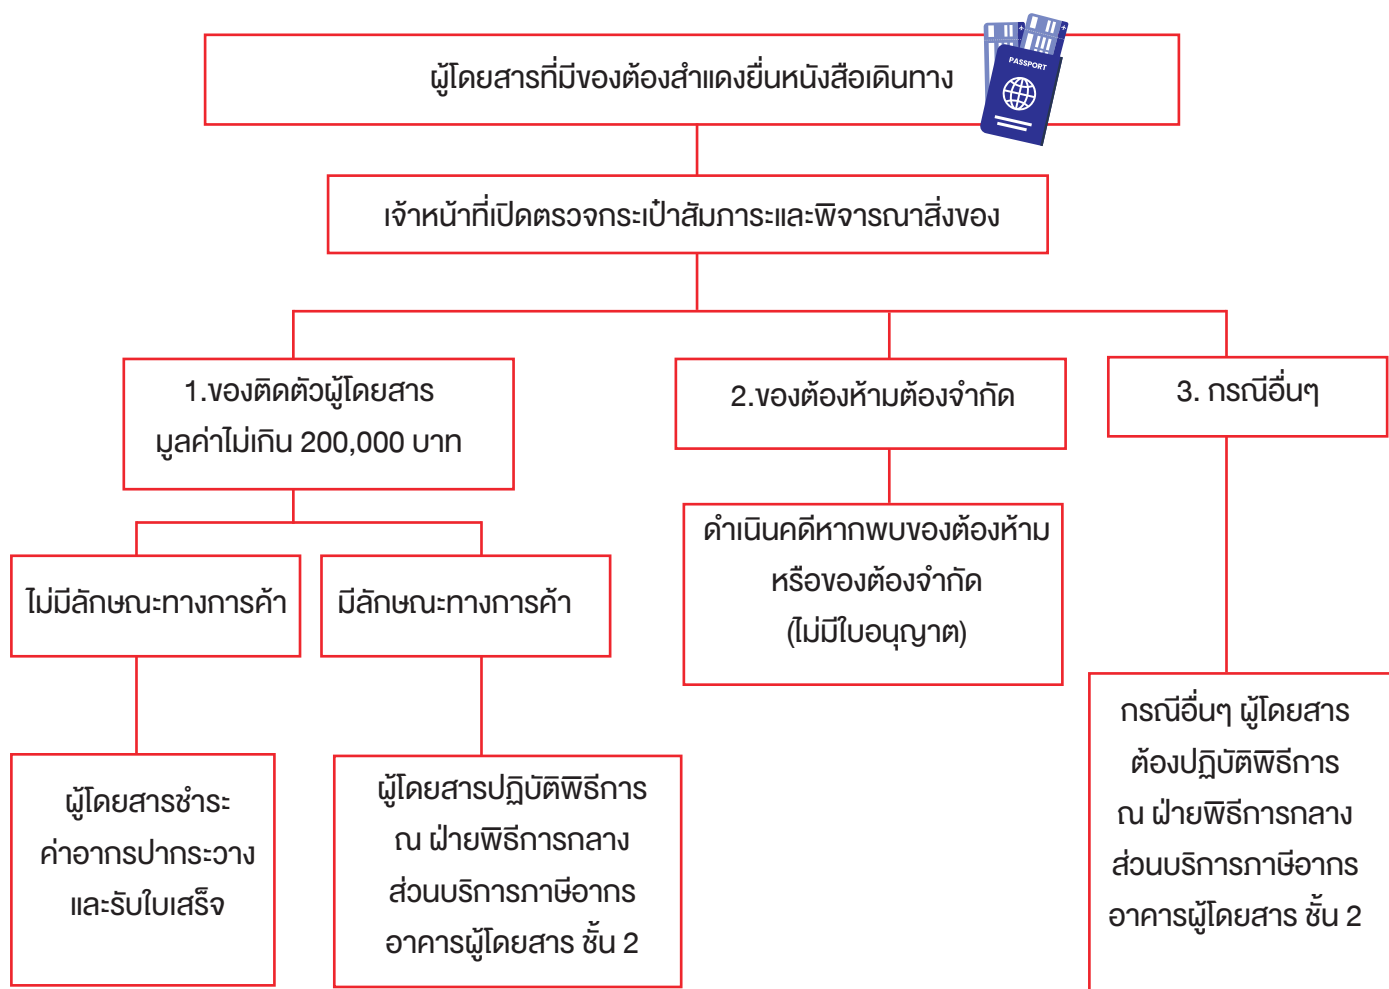 ผู้โดยสารที่มีของต้องสำแดงยื่นหนังสือเดินทาง
PASSPORT
เจ้าหน้าที่เปิดตรวจกระเป๋าสัมภาระและพิจารณาสิ่งของ
1.ของติดตัวผู้โดยสาร
มูลค่าไม่เกิน 200,000 บาท
2.ของต้องห้ามต้องจำกัด
3. กรณีอื่นๆ
ไม่มีลักษณะทางการค้า
มีลักษณะทางการค้า
ดำเนินคดีหากพบของต้องห้าม
หรือของต้องจำกัด
(ไม่มีใบอนุญาต)
ผู้โดยสารชำระ
ค่าอากรปากระวาง
และรับใบเสร็จ
ผู้โดยสารปฏิบัติพิธีการ
ณ ฝ่ายพิธีการกลาง
ส่วนบริการภาษีอากร
อาคารผู้โดยสาร ชั้น 2
กรณีอื่นๆ ผู้โดยสาร
ต้องปฏิบัติพิธีการ
ณ ฝ่ายพิธีการกลาง
ส่วนบริการภาษีอากร
อาคารผู้โดยสาร ชั้น 2